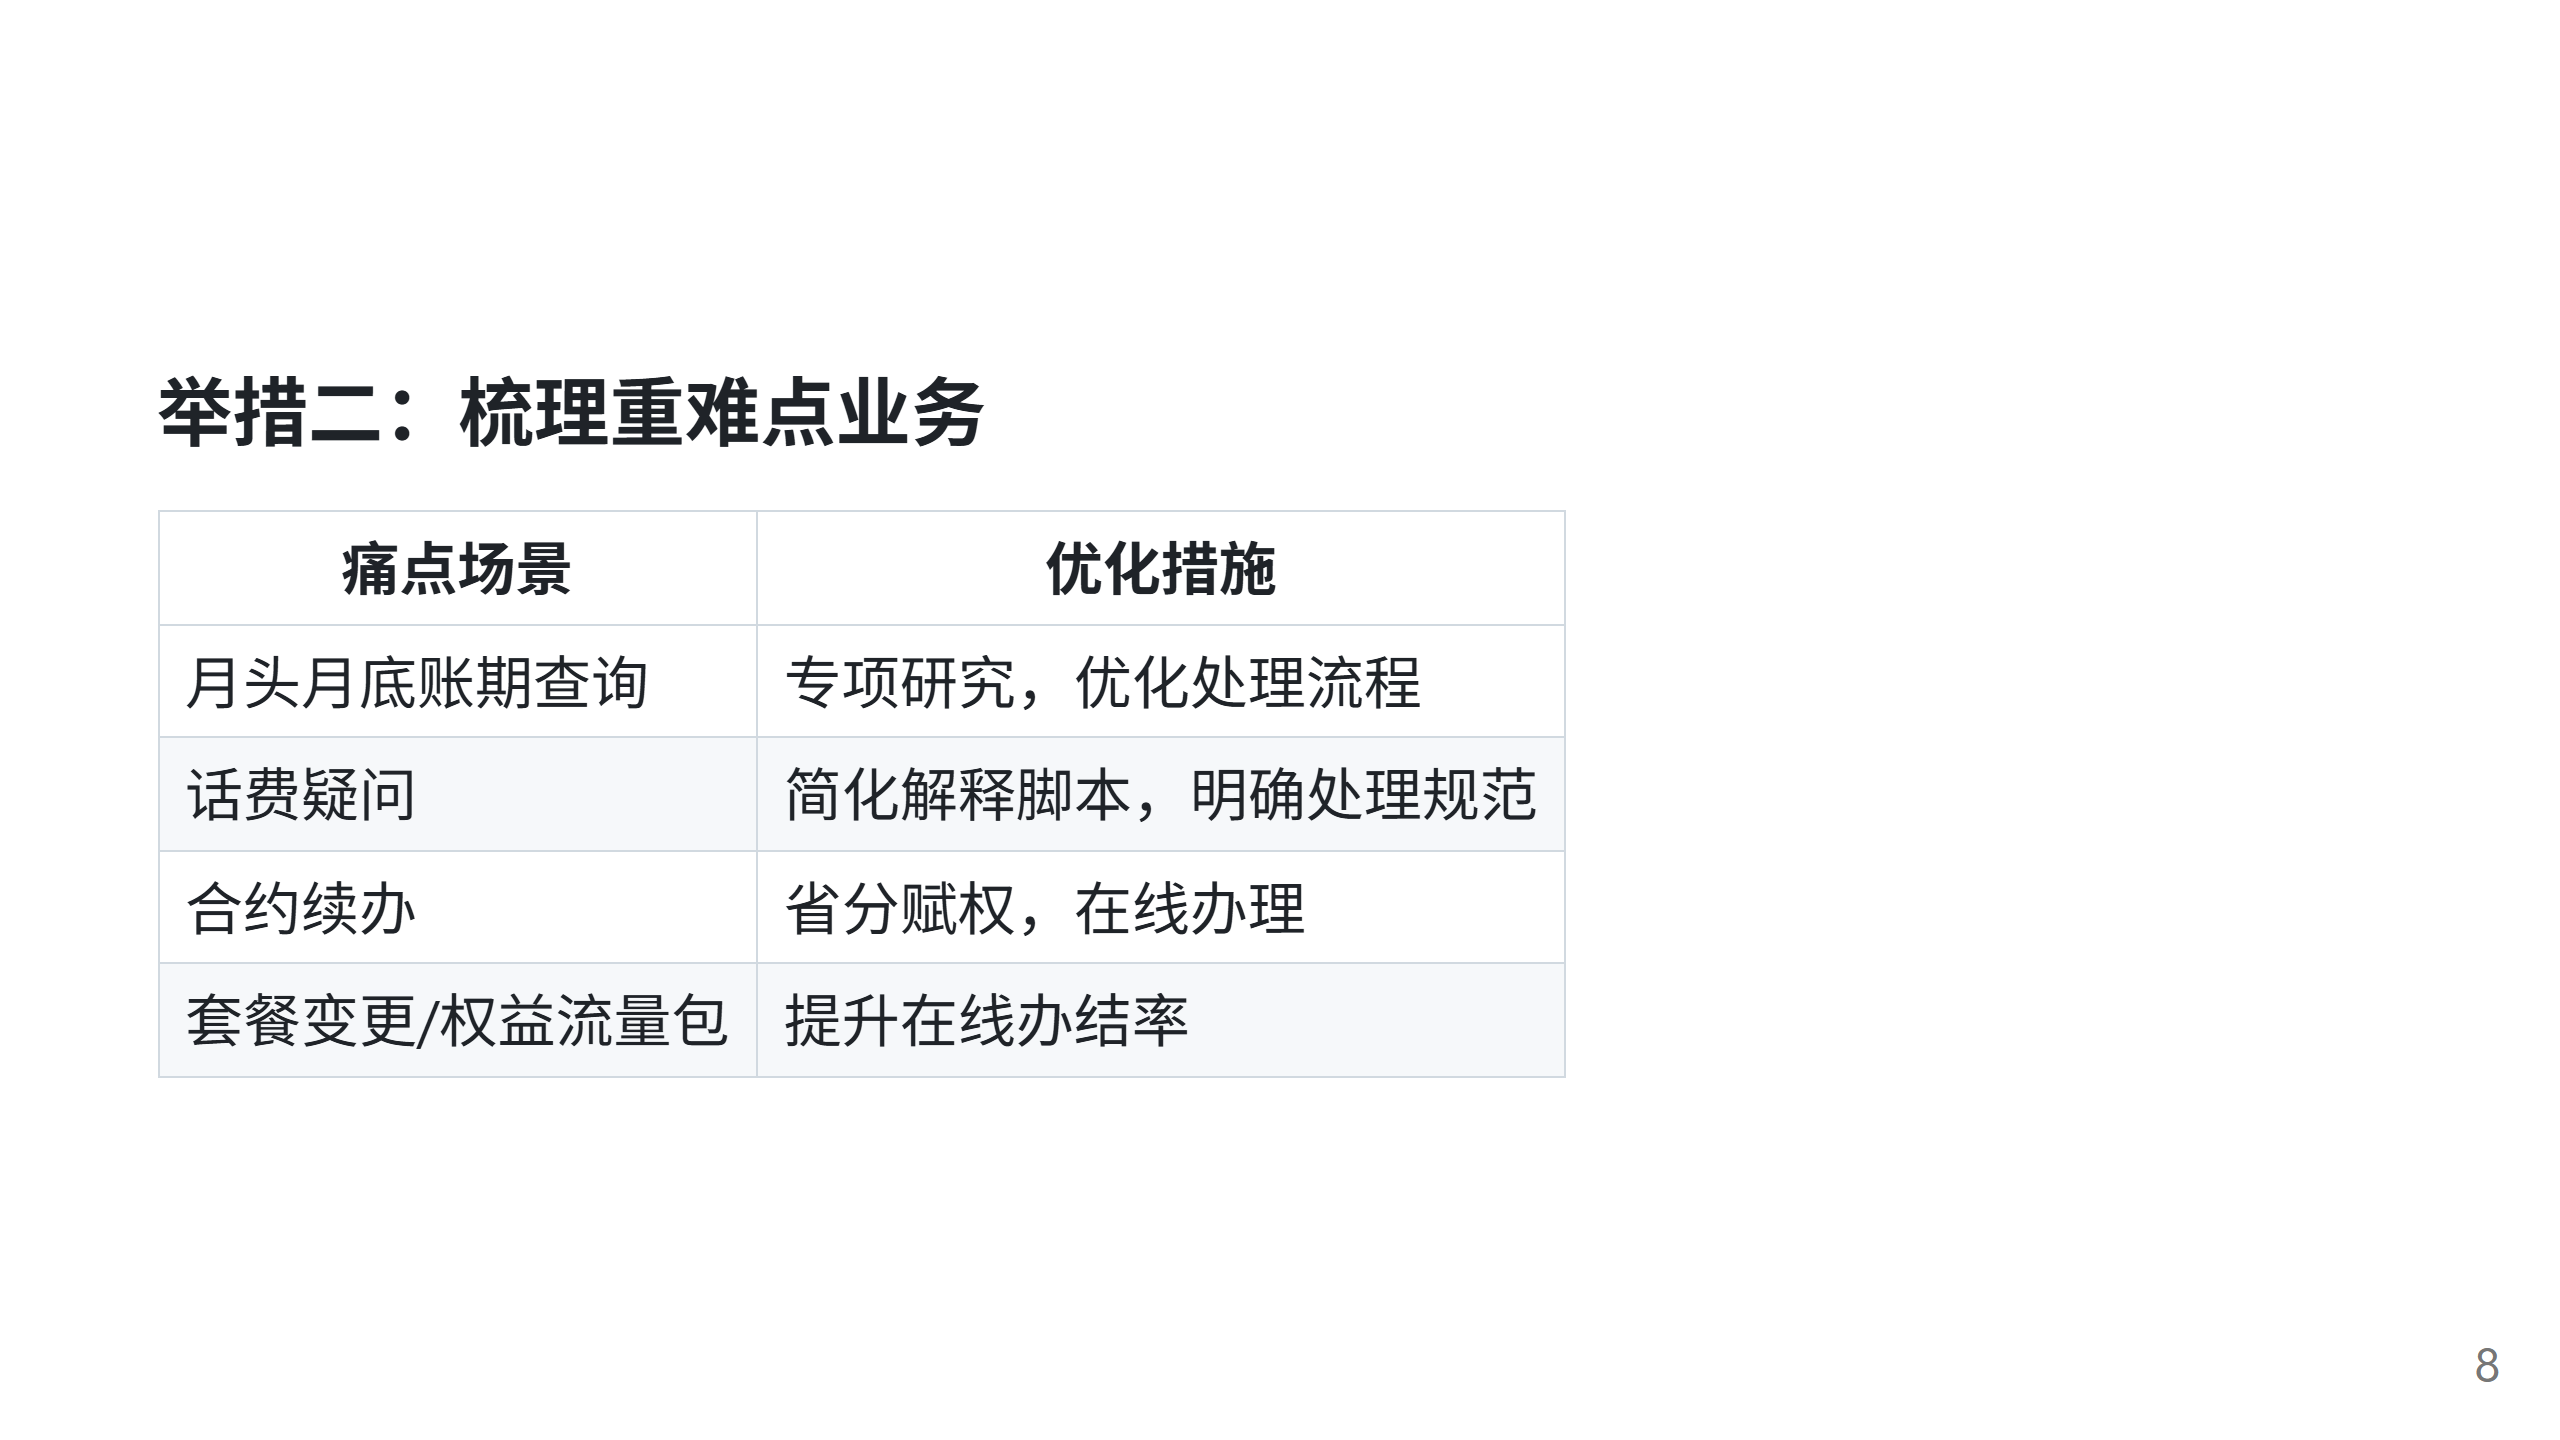 举措二：梳理重难点业务
痛点场景 优化措施
月头月底账期查询 专项研究，优化处理流程
话费疑问 简化解释脚本，明确处理规范
合约续办 省分赋权，在线办理
套餐变更/权益流量包 提升在线办结率
8